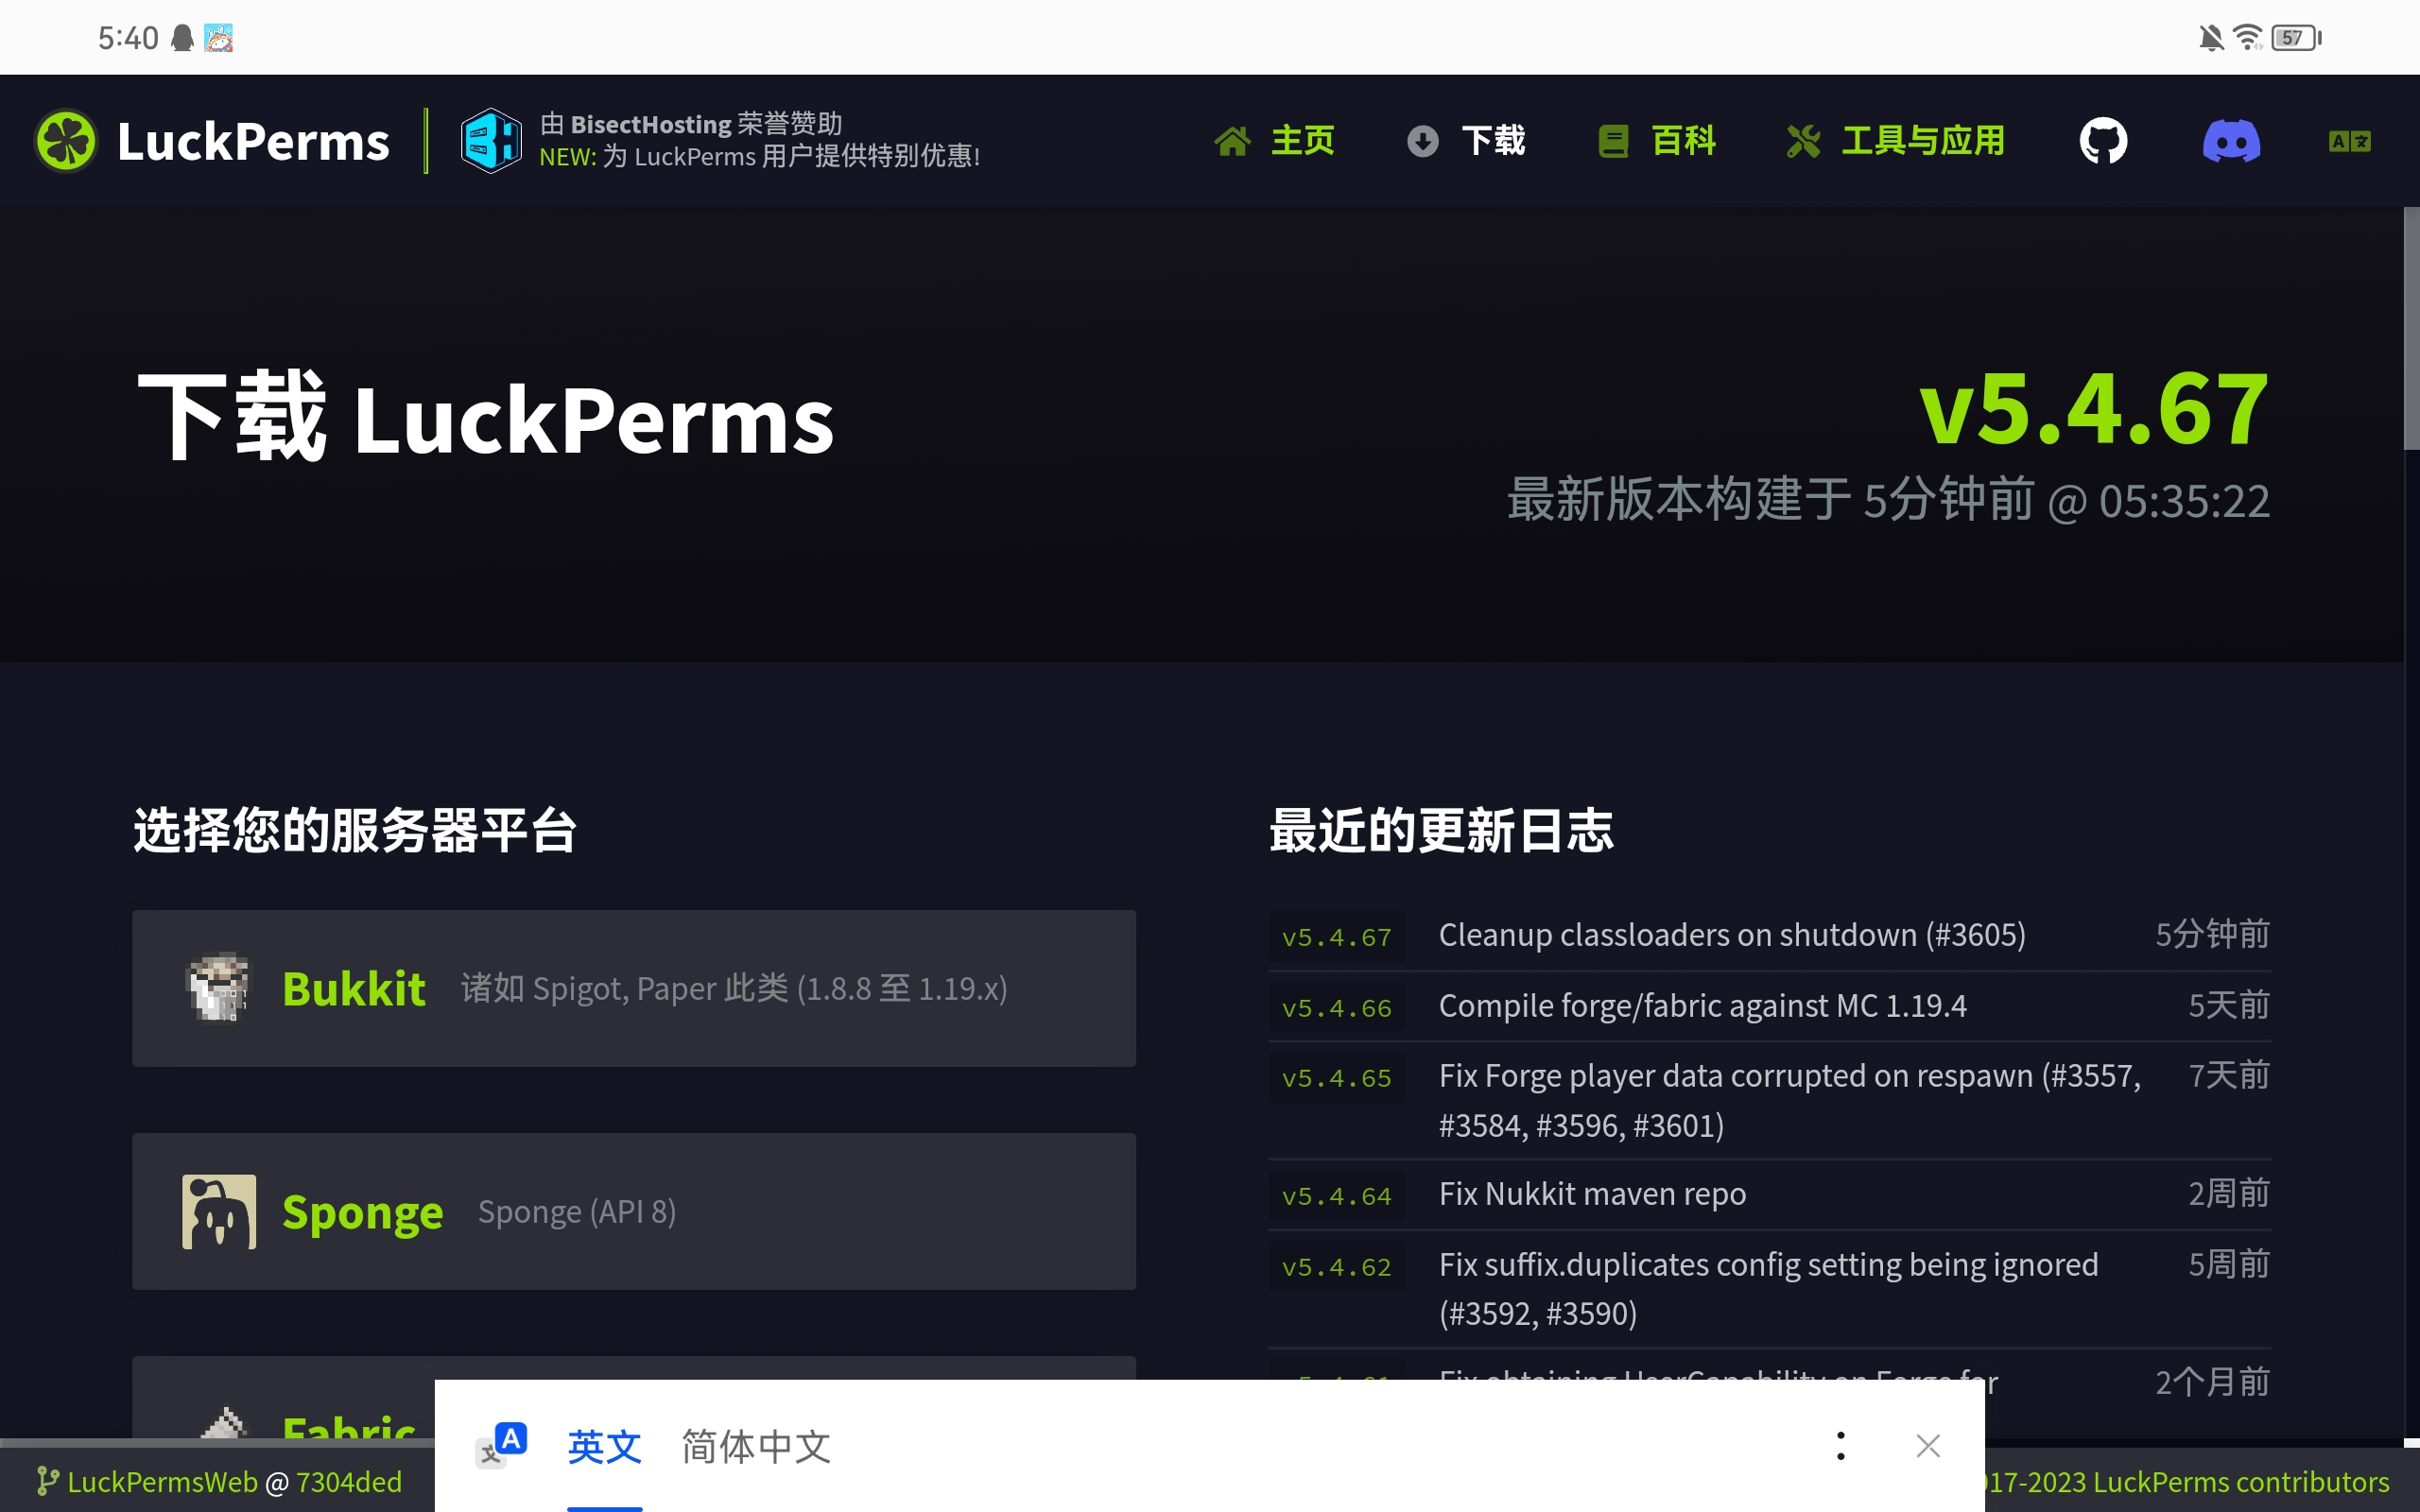 5:40
57
LuckPerms
由 BisectHosting 荣誉赞助
NEW: 为 LuckPerms 用户提供特别优惠!
主页
下载
百科
工具与应用
下载 LuckPerms
v5.4.67
最新版本构建于 5分钟前 @ 05:35:22
选择您的服务器平台
Bukkit 诸如 Spigot, Paper 此类 (1.8.8 至 1.19.x)
Sponge Sponge (API 8)
Fabric
最近的更新日志
v5.4.67 Cleanup classloaders on shutdown (#3605) 5分钟前
v5.4.66 Compile forge/fabric against MC 1.19.4 5天前
v5.4.65 Fix Forge player data corrupted on respawn (#3557, 7天前
#3584, #3596, #3601)
v5.4.64 Fix Nukkit maven repo 2周前
v5.4.62 Fix suffix.duplicates config setting being ignored 5周前
(#3592, #3590)
v5.4.61 Fix obtaining UserCapability on Forge for 2个月前
英文 简体中文
LuckPermsWeb @ 7304ded
17-2023 LuckPerms contributors